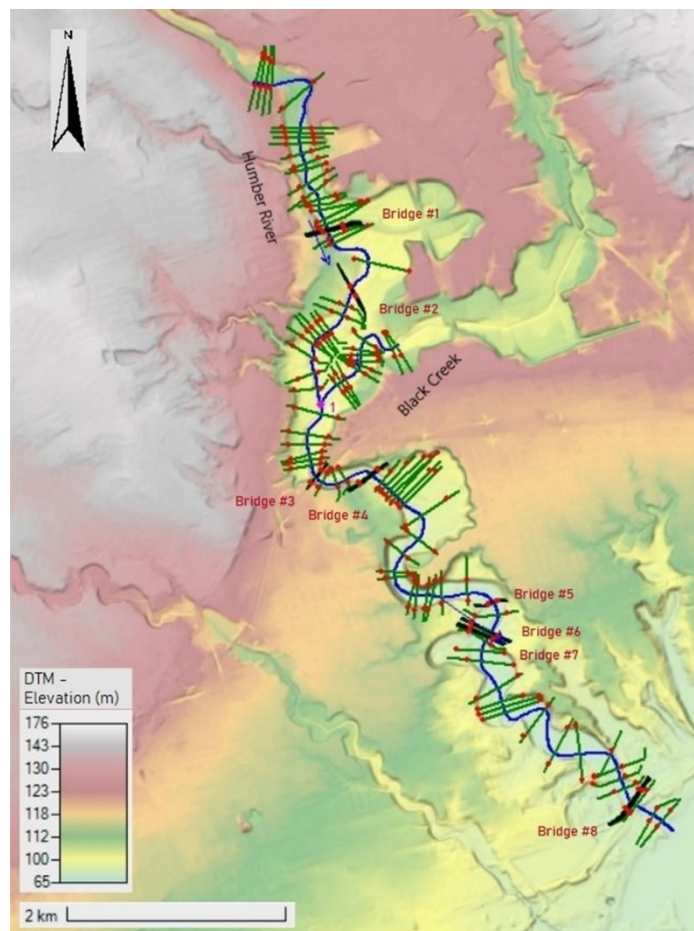 N
Humber River
Bridge #1
Bridge #2
Black Creek
1
Bridge #3
Bridge #4
Bridge #5
Bridge #6
Bridge #7
DTM -
Elevation (m)
176
143
130
123
118
112
100
65
Bridge #8
2 km